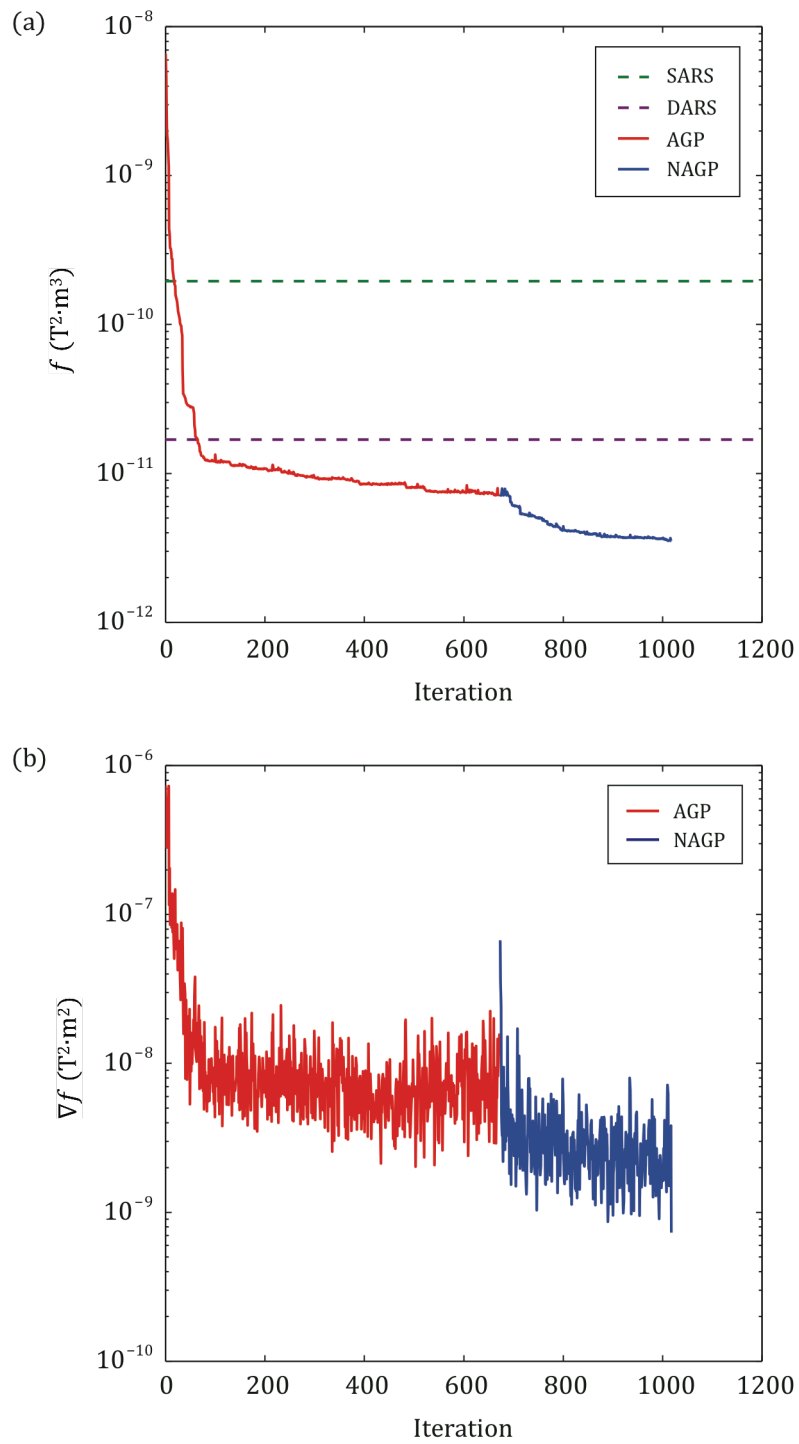 (a)
10⁻⁸
10⁻⁹
10⁻¹⁰
10⁻¹¹
10⁻¹²
f (T²·m³)
SARS
DARS
AGP
NAGP
0 200 400 600 800 1000 1200
Iteration
(b)
10⁻⁶
10⁻⁷
10⁻⁸
10⁻⁹
10⁻¹⁰
∇f (T²·m²)
AGP
NAGP
0 200 400 600 800 1000 1200
Iteration